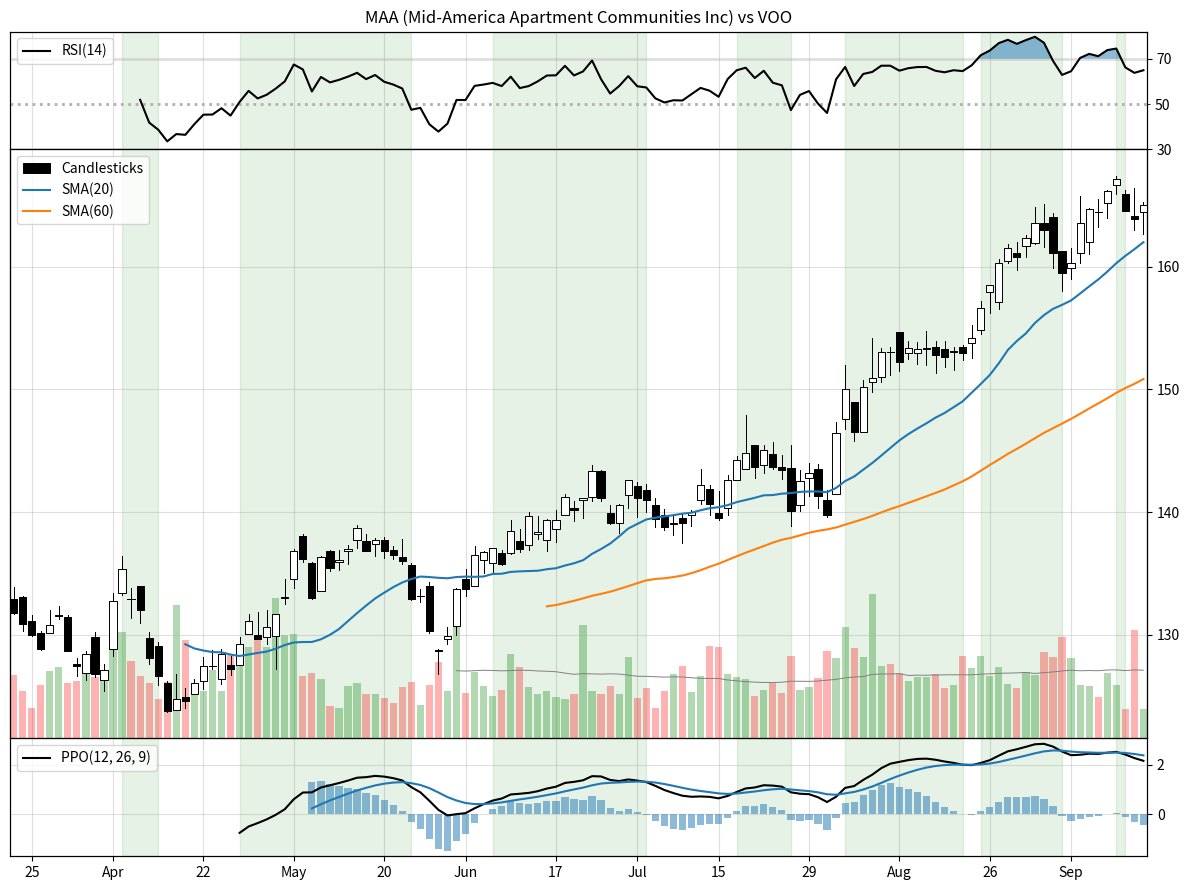 MAA (Mid-America Apartment Communities Inc) vs VOO
RSI(14)
70
50
30
Candlesticks
SMA(20)
SMA(60)
160
150
140
130
PPO(12, 26, 9)
2
0
25 Apr 22 May 20 Jun 17 Jul 15 29 Aug 26 Sep